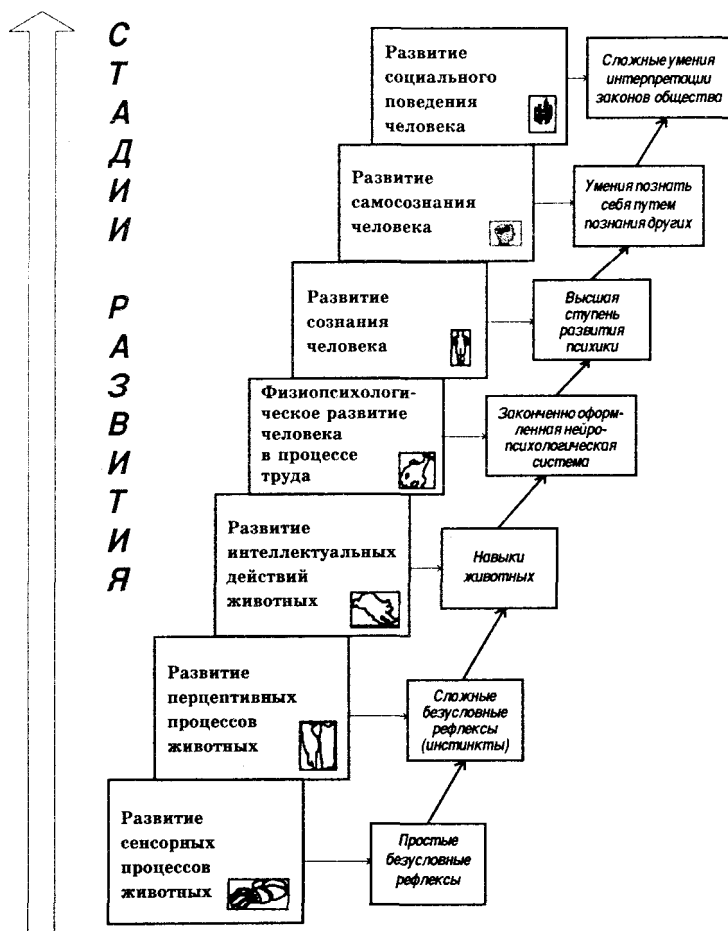 СТАДИИ РАЗВИТИЯ
Развитие
социального
поведения
человека
Сложные умения
интерпретации
законов общества
Развитие
самосознания
человека
Умения познать
себя путем
познания других
Развитие
сознания
человека
Высшая
ступень
развития
психики
Физиопсихологи-
ческое развитие
человека
в процессе
труда
Законченно оформ-
ленная нейро-
психологическая
система
Развитие
интеллектуальных
действий
животных
Навыки
животных
Развитие
перцептивных
процессов
животных
Сложные
безусловные
рефлексы
(инстинкты)
Развитие
сенсорных
процессов
животных
Простые
безусловные
рефлексы